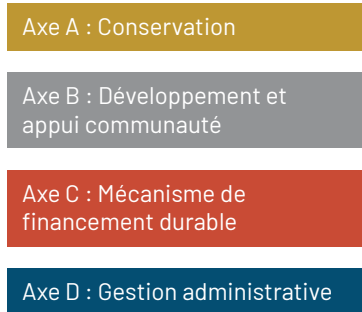 Axe A : Conservation
Axe B : Développement et
appui communauté
Axe C : Mécanisme de
financement durable
Axe D : Gestion administrative